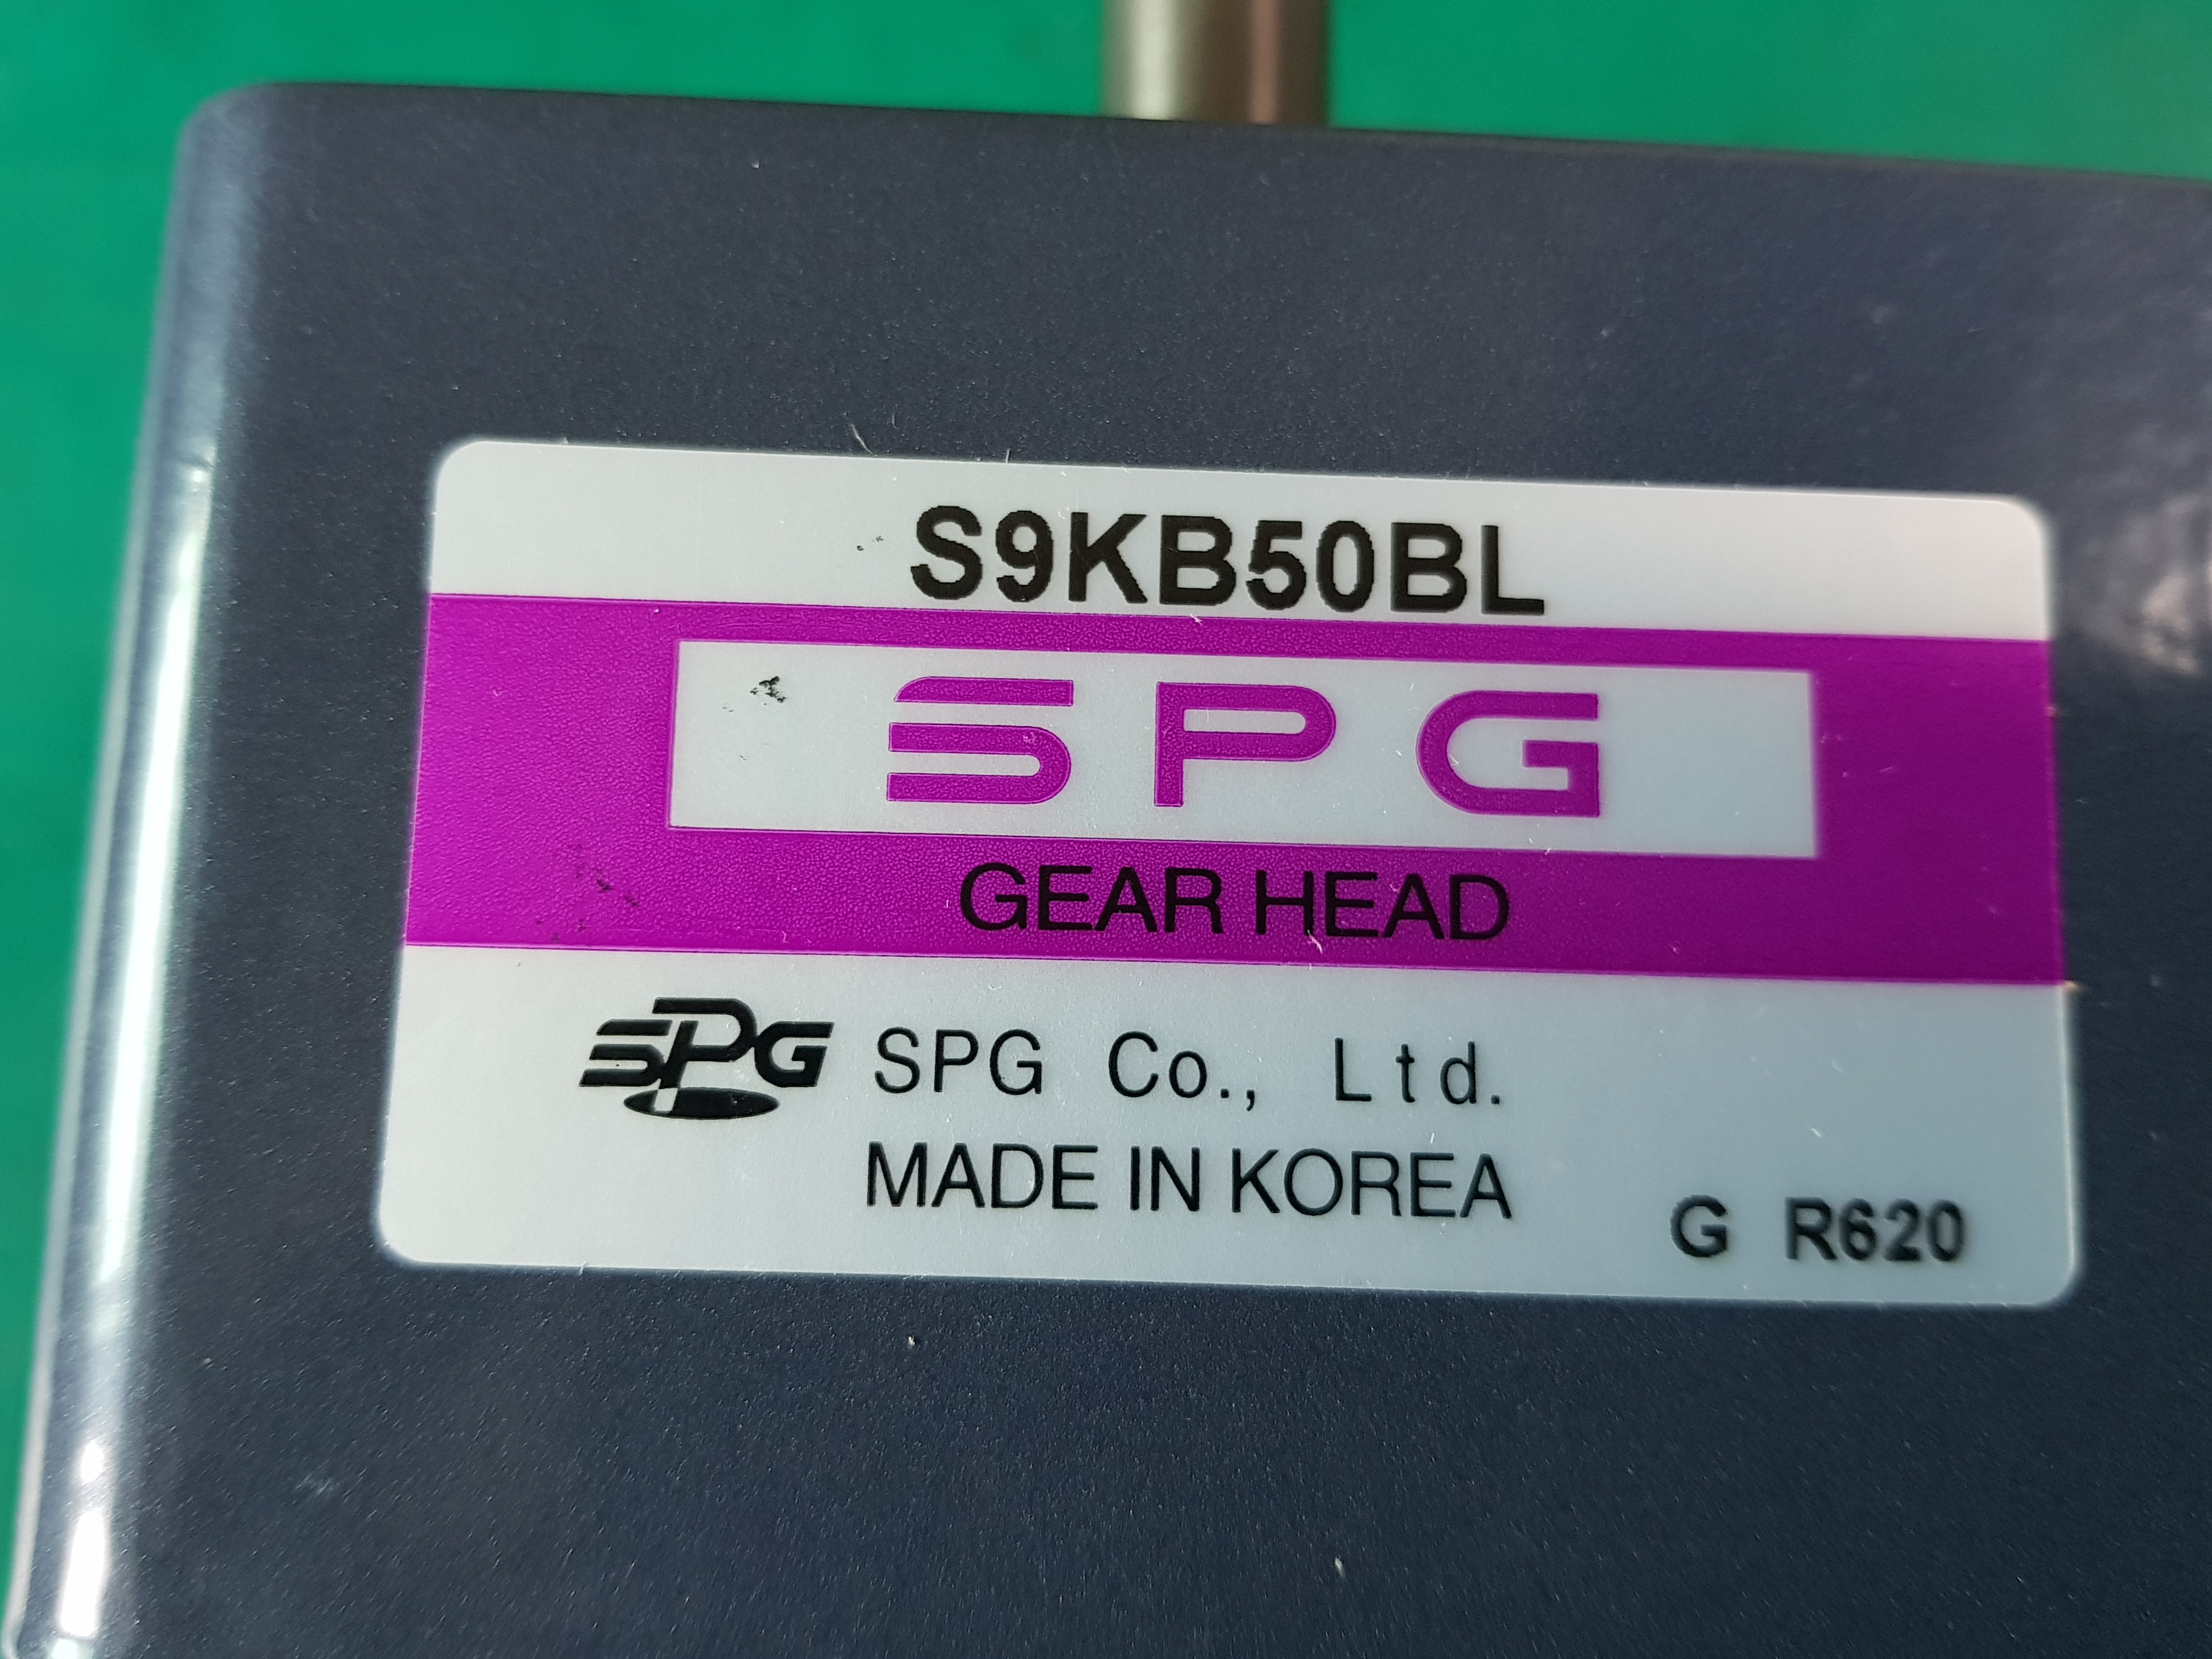 S9KB50BL
SPG
GEAR HEAD
SPG SPG Co., Ltd.
MADE IN KOREA
G R620